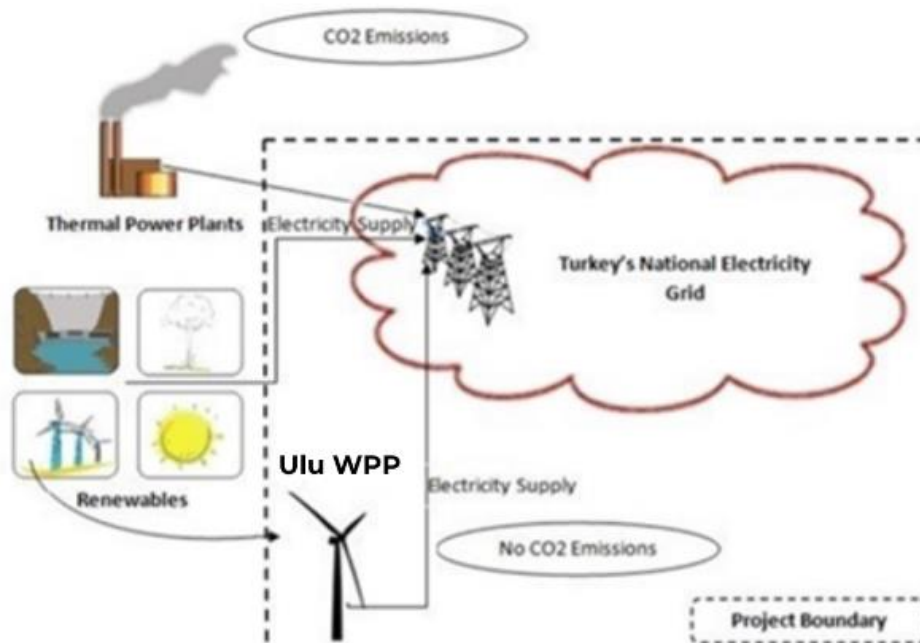 CO2 Emissions
Thermal Power Plants
Electricity Supply
Turkey's National Electricity
Grid
Ulu WPP
Renewables
Electricity Supply
No CO2 Emissions
Project Boundary